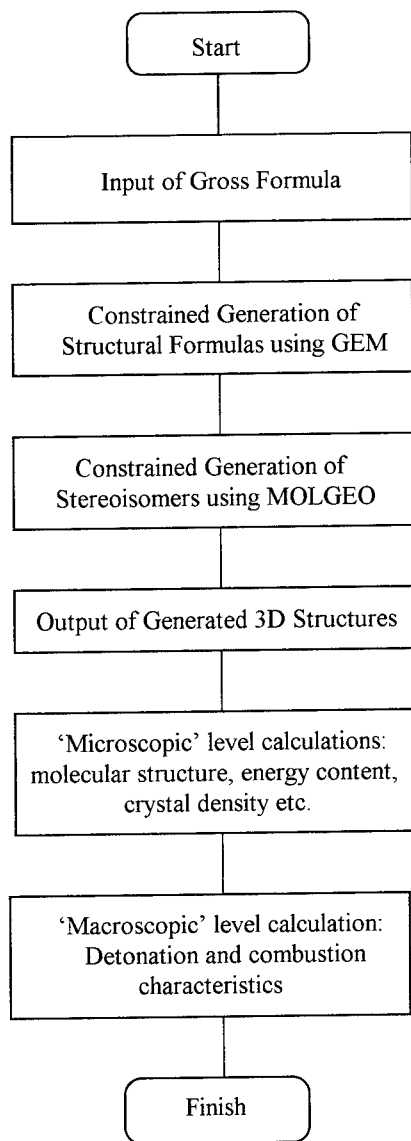 Start
Input of Gross Formula
Constrained Generation of
Structural Formulas using GEM
Constrained Generation of
Stereoisomers using MOLGEO
Output of Generated 3D Structures
‘Microscopic’ level calculations:
molecular structure, energy content,
crystal density etc.
‘Macroscopic’ level calculation:
Detonation and combustion
characteristics
Finish